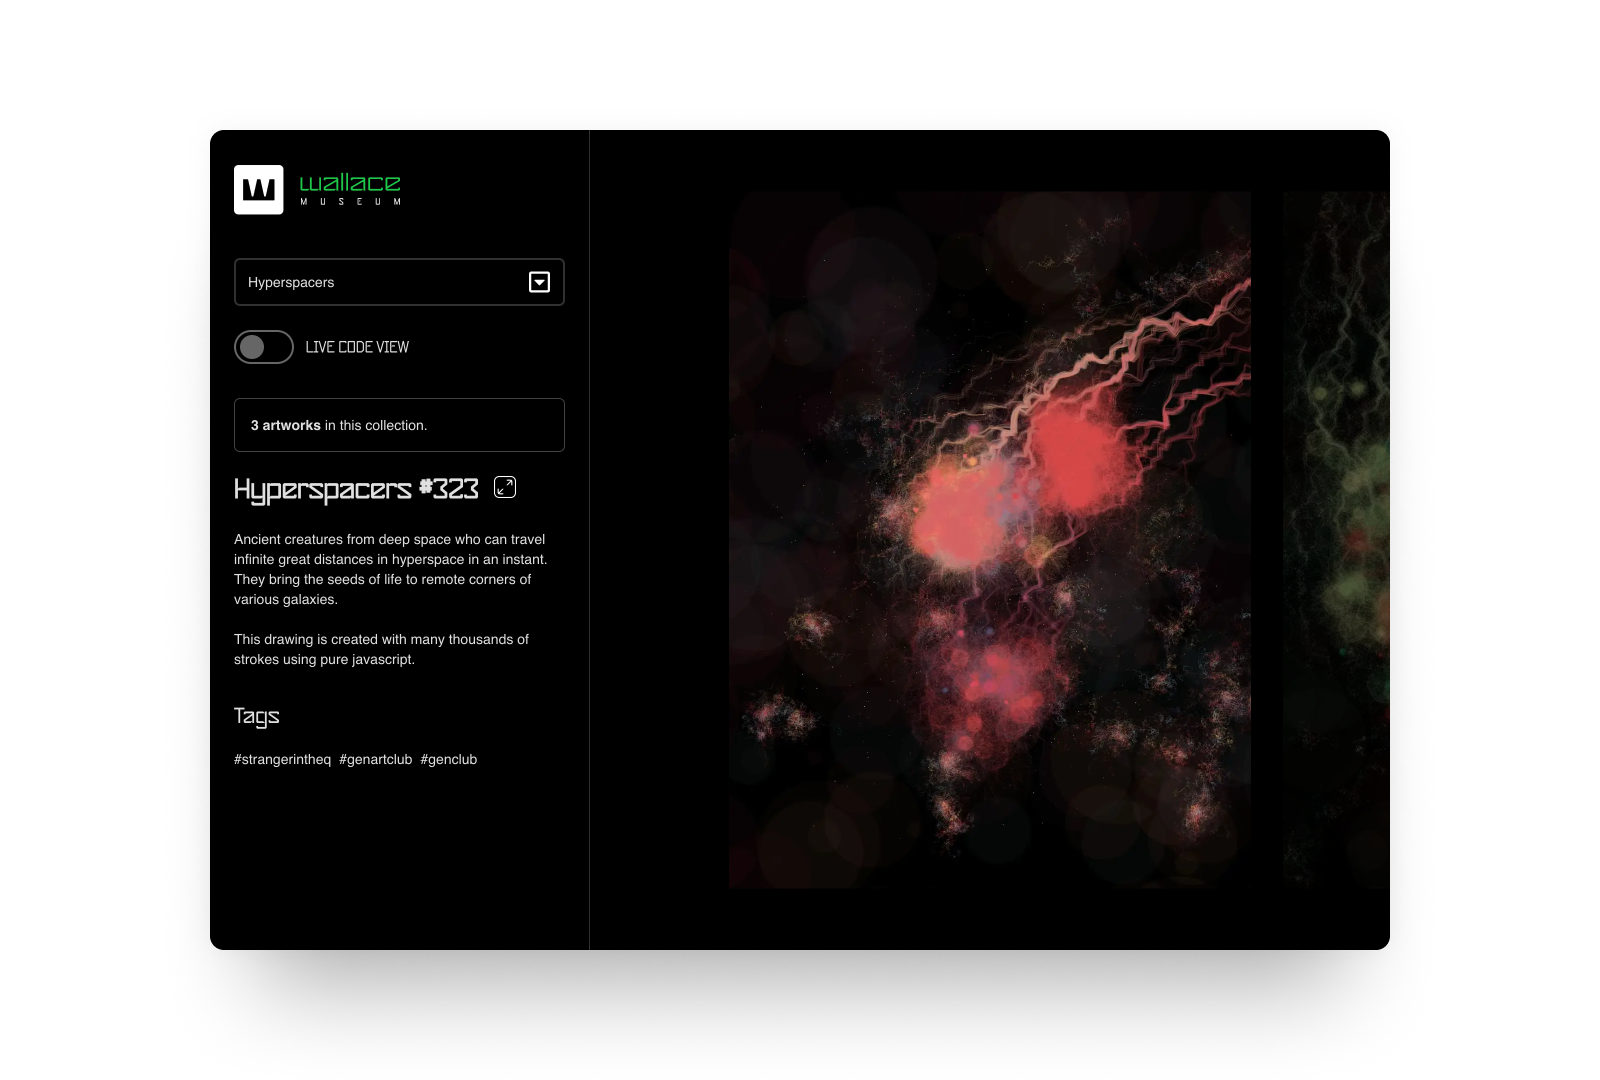 W
wallace
MUSEUM
Hyperspacers
LIVE CODE VIEW
3 artworks in this collection.
Hyperspacers #323
Ancient creatures from deep space who can travel
infinite great distances in hyperspace in an instant.
They bring the seeds of life to remote corners of
various galaxies.
This drawing is created with many thousands of
strokes using pure javascript.
Tags
#strangerintheq #genartclub #genclub